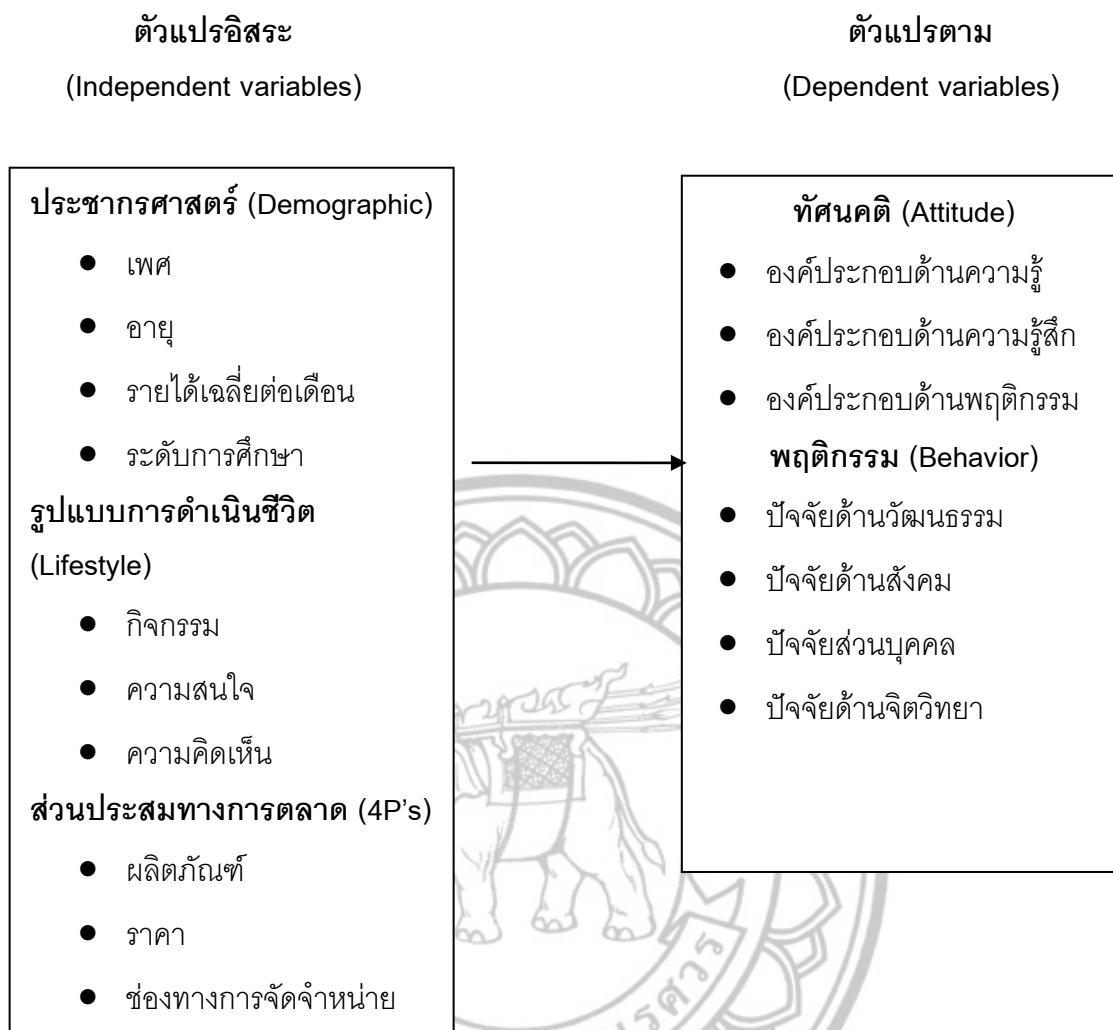 ตัวแปรอิสระ
(Independent variables)
ประชากรศาสตร์ (Demographic)
● เพศ
● อายุ
● รายได้เฉลี่ยต่อเดือน
● ระดับการศึกษา
รูปแบบการดำเนินชีวิต
(Lifestyle)
● กิจกรรม
● ความสนใจ
● ความคิดเห็น
ส่วนประสมทางการตลาด (4P's)
● ผลิตภัณฑ์
● ราคา
● ช่องทางการจัดจำหน่าย
ตัวแปรตาม
(Dependent variables)
ทัศนคติ (Attitude)
● องค์ประกอบด้านความรู้
● องค์ประกอบด้านความรู้สึก
● องค์ประกอบด้านพฤติกรรม
พฤติกรรม (Behavior)
● ปัจจัยด้านวัฒนธรรม
● ปัจจัยด้านสังคม
● ปัจจัยส่วนบุคคล
● ปัจจัยด้านจิตวิทยา